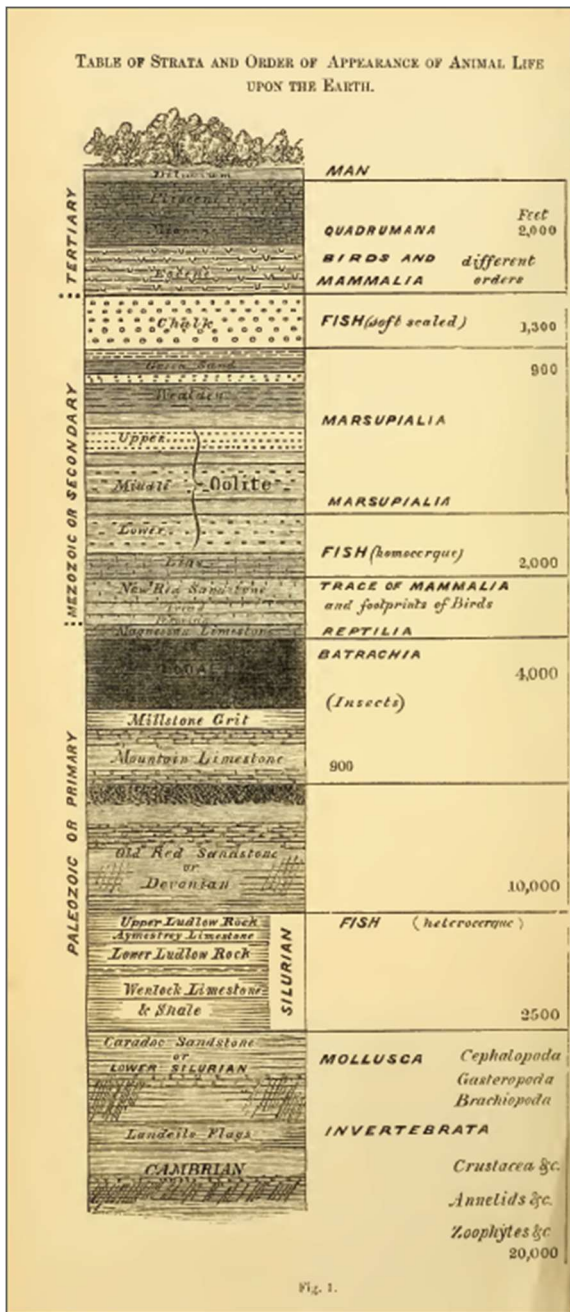 TABLE OF STRATA AND ORDER OF APPEARANCE OF ANIMAL LIFE
UPON THE EARTH.
TERTIARY
Diluvium
MAN
Pliocene
Miocene
QUADRUMANA
Feet
2,000
Eocene
BIRDS AND different
MAMMALIA orders
MEZOZOIC OR SECONDARY
Chalk
FISH (soft scaled) 1,300
Green Sand
900
Wealden
MARSUPIALIA
Upper
Middle
Oolite
MARSUPIALIA
Lower
FISH (homocerque) 2,000
Lias
New Red Sandstone
TRACE OF MAMMALIA
and footprints of Birds
Magnesian Limestone
REPTILIA
PALEOZOIC OR PRIMARY
COAL
BATRACHIA
4,000
(Insects)
Millstone Grit
Mountain Limestone
900
Old Red Sandstone
or
Devonian
10,000
Upper Ludlow Rock
FISH (heterocerque)
Aymestrey Limestone
Lower Ludlow Rock
Wenlock Limestone
& Shale
SILURIAN
2500
Caradoc Sandstone
or
LOWER SILURIAN
MOLLUSCA Cephalopoda
Gasteropoda
Brachiopoda
Landeilo Flags
INVERTEBRATA
CAMBRIAN
Crustacea &c.
Annelids &c.
Zoophytes &c
20,000
Fig. 1.